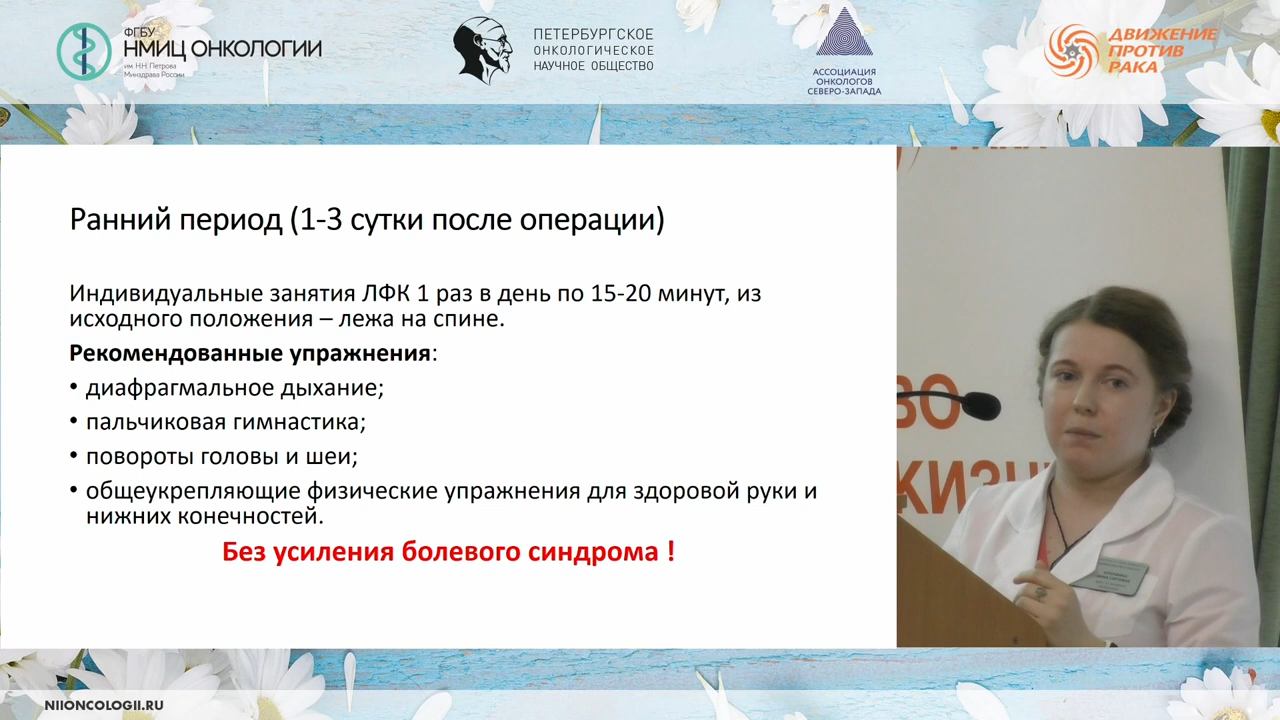 ФГБУ
НМИЦ ОНКОЛОГИИ
им. Н.Н. Петрова
Минздрава России
ПЕТЕРБУРГСКОЕ
ОНКОЛОГИЧЕСКОЕ
НАУЧНОЕ ОБЩЕСТВО
АССОЦИАЦИЯ
ОНКОЛОГОВ
СЕВЕРО-ЗАПАДА
ДВИЖЕНИЕ
ПРОТИВ
РАКА
Ранний период (1-3 сутки после операции)
Индивидуальные занятия ЛФК 1 раз в день по 15-20 минут, из
исходного положения – лежа на спине.
Рекомендованные упражнения:
• диафрагмальное дыхание;
• пальчиковая гимнастика;
• повороты головы и шеи;
• общеукрепляющие физические упражнения для здоровой руки и
нижних конечностей.
Без усиления болевого синдрома !
ВО
ЖИЗНИ
NIIONCOLOGII.RU